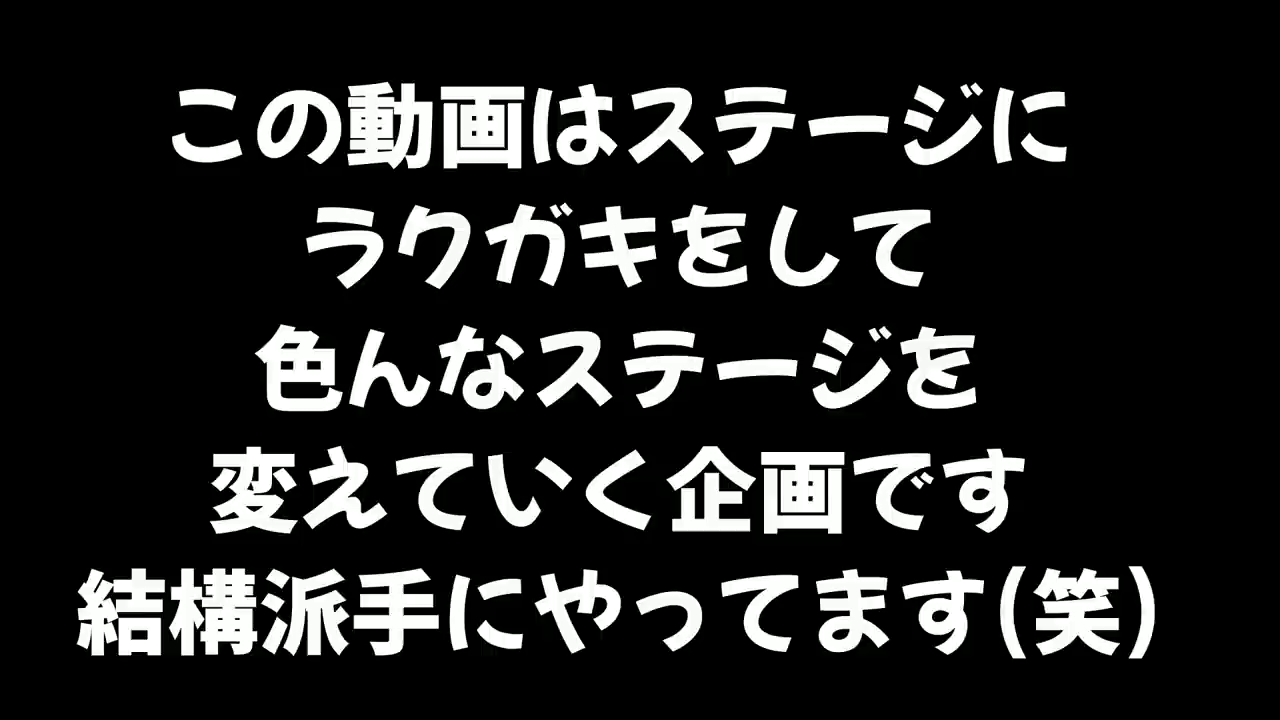 この動画はステージに
ラクガキをして
色んなステージを
変えていく企画です
結構派手にやってます(笑)